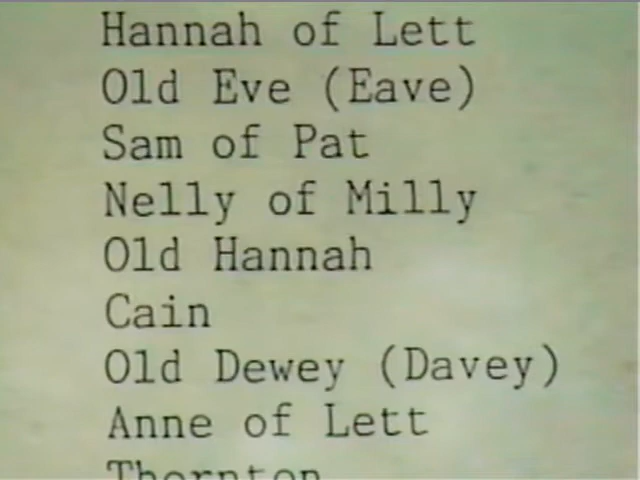 Hannah of Lett
Old Eve (Eave)
Sam of Pat
Nelly of Milly
Old Hannah
Cain
Old Dewey (Davey)
Anne of Lett
Thornton